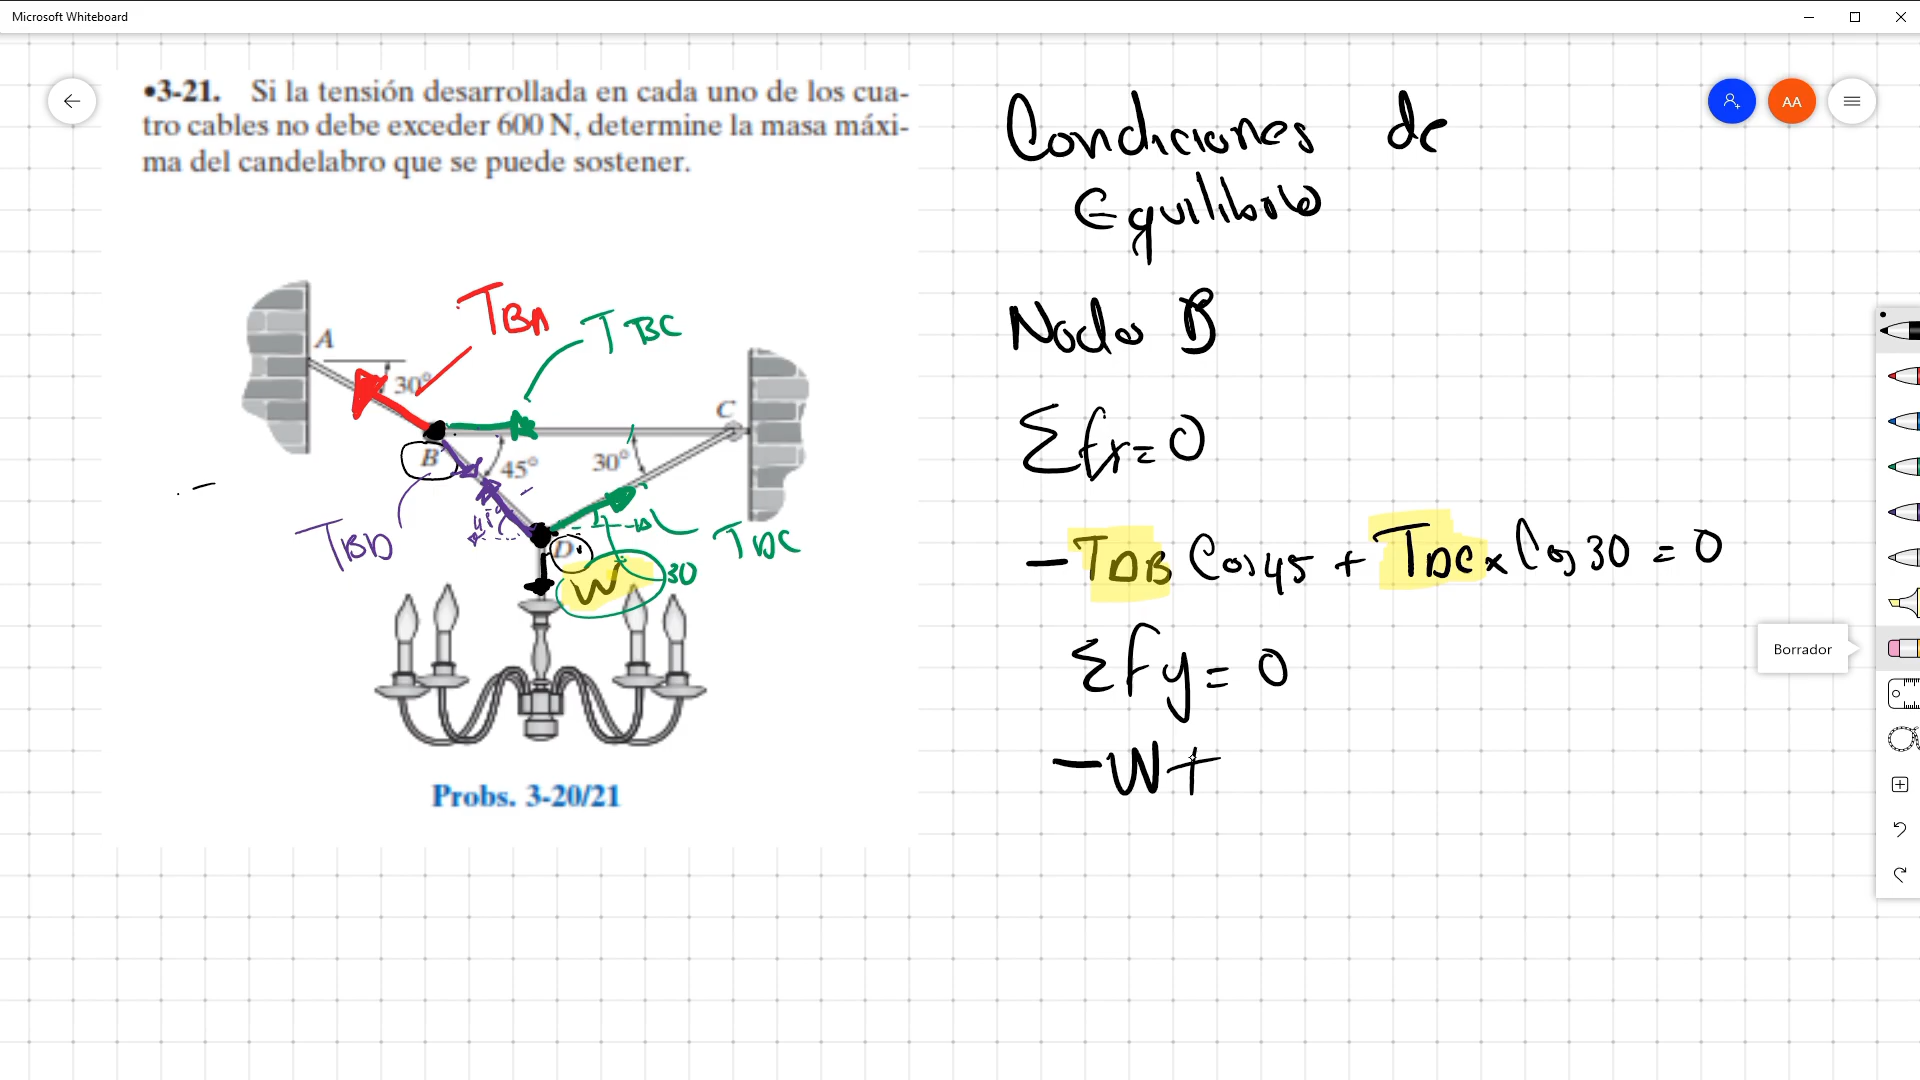 Microsoft Whiteboard
•3-21. Si la tensión desarrollada en cada uno de los cua-
tro cables no debe exceder 600 N, determine la masa máxi-
ma del candelabro que se puede sostener.
AA
Condiciones de
Equilibrio
Nodo B
Σfx=0
-TDB Cos45 + TDC x Cos30 = 0
Σfy=0
-W+
TBA
TBC
A
30°
C
B
45°
30°
45°
TBD
D
TDC
W
30
Probs. 3-20/21
Borrador